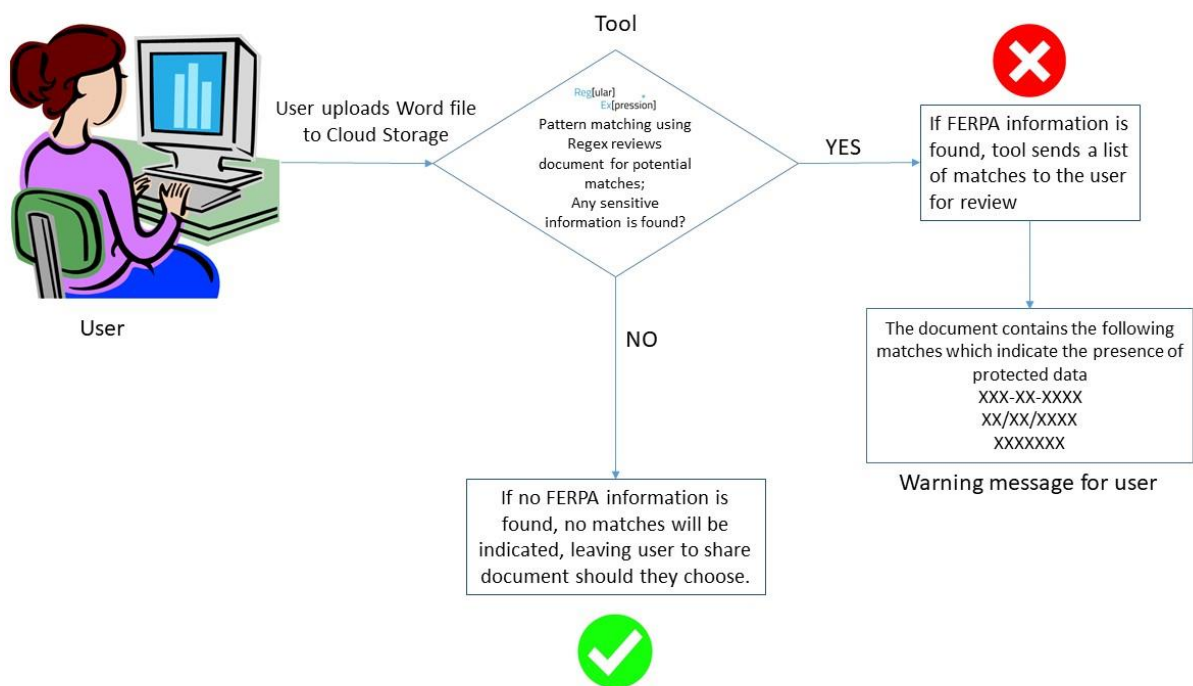 Tool
User uploads Word file
to Cloud Storage
User
Reg[ular]
Ex[pression]
Pattern matching using
Regex reviews
document for potential
matches;
Any sensitive
information is found?
YES
If FERPA information is
found, tool sends a list
of matches to the user
for review
The document contains the following
matches which indicate the presence of
protected data
XXX-XX-XXXX
XX/XX/XXXX
XXXXXXX
Warning message for user
NO
If no FERPA information is
found, no matches will be
indicated, leaving user to share
document should they choose.